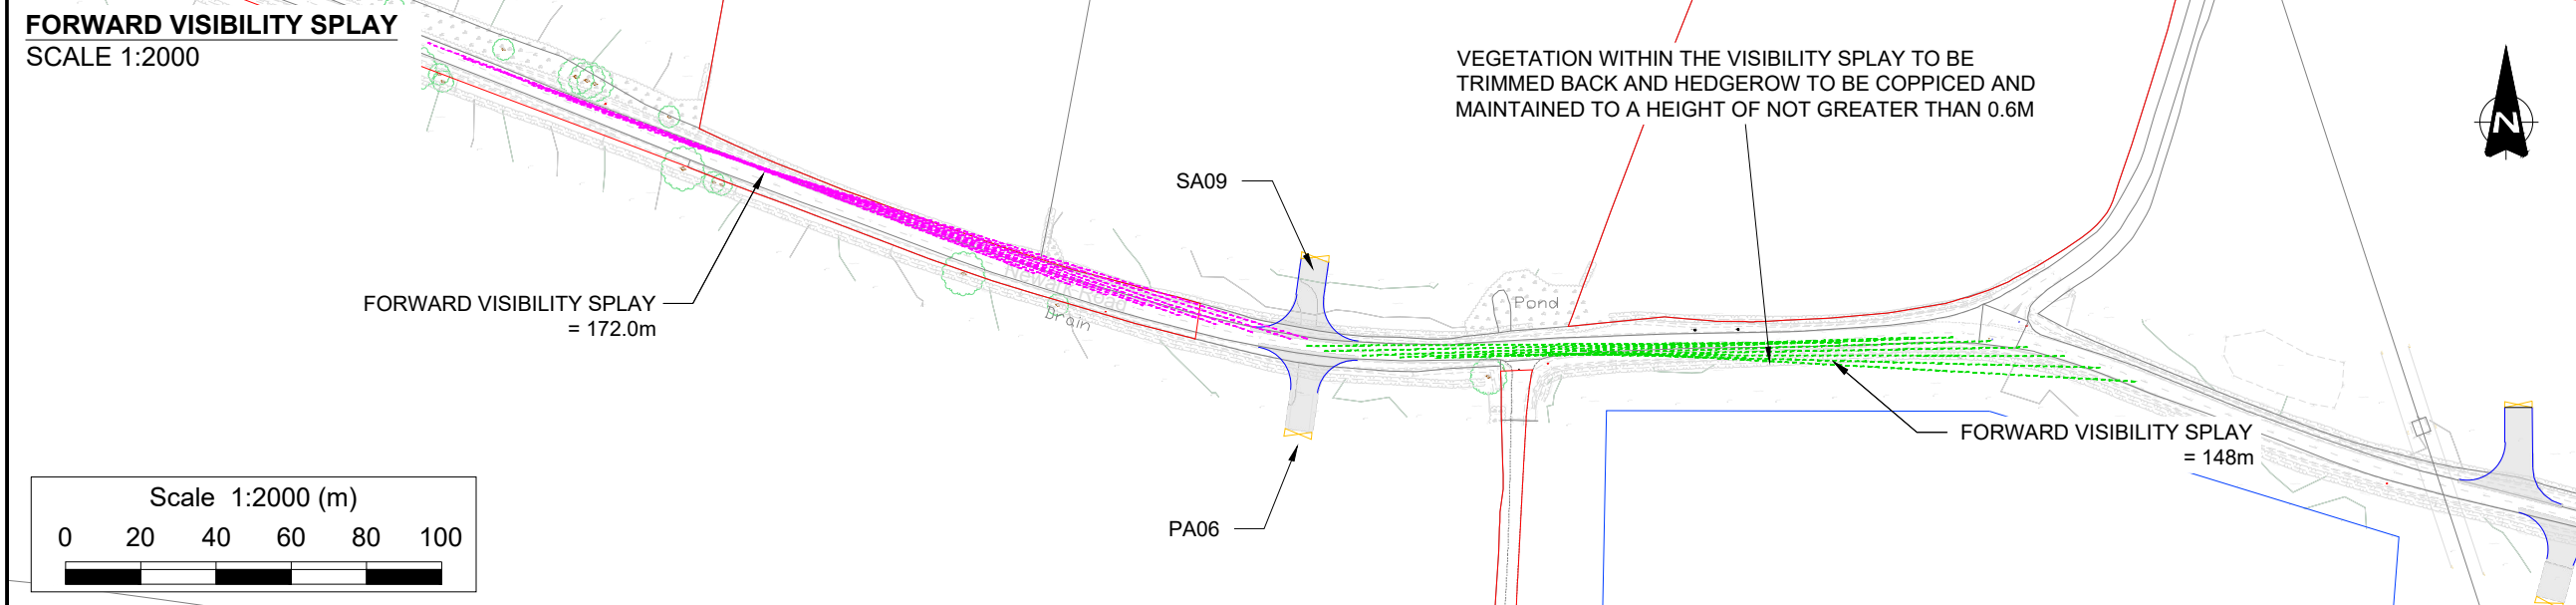 FORWARD VISIBILITY SPLAY
SCALE 1:2000
VEGETATION WITHIN THE VISIBILITY SPLAY TO BE
TRIMMED BACK AND HEDGEROW TO BE COPPICED AND
MAINTAINED TO A HEIGHT OF NOT GREATER THAN 0.6M
N
SA09
FORWARD VISIBILITY SPLAY
= 172.0m
Newark Road
Drain
Pond
FORWARD VISIBILITY SPLAY
= 148m
PA06
Scale 1:2000 (m)
0 20 40 60 80 100